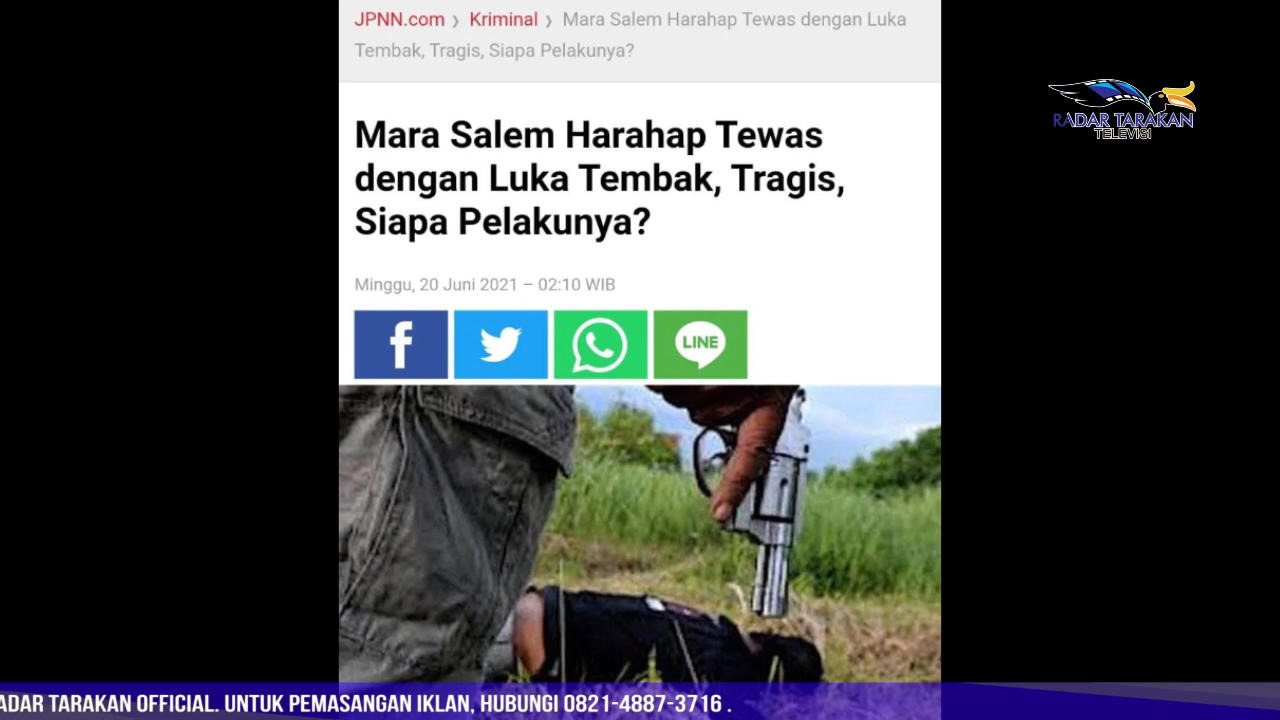 JPNN.com › Kriminal › Mara Salem Harahap Tewas dengan Luka
Tembak, Tragis, Siapa Pelakunya?
RADAR TARAKAN
TELEVISI
Mara Salem Harahap Tewas
dengan Luka Tembak, Tragis,
Siapa Pelakunya?
Minggu, 20 Juni 2021 – 02:10 WIB
LINE
ADAR TARAKAN OFFICIAL. UNTUK PEMASANGAN IKLAN, HUBUNGI 0821-4887-3716 .